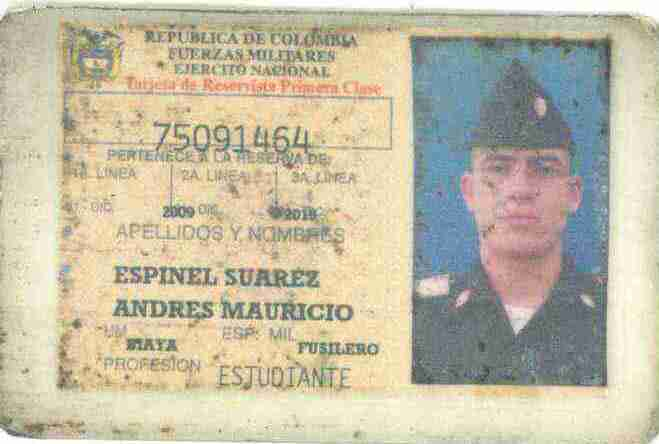 REPUBLICA DE COLOMBIA
FUERZAS MILITARES
EJERCITO NACIONAL
Tarjeta de Reservista Primera Clase
75091464
PERTENECE A LA RESERVA DE:
1a. LINEA 2A. LINEA 3A. LINEA
DIC. 2009 DIC. 2019
APELLIDOS Y NOMBRES
ESPINEL SUAREZ
ANDRES MAURICIO
UM ESP. MIL
MAYA FUSILERO
PROFESION ESTUDIANTE